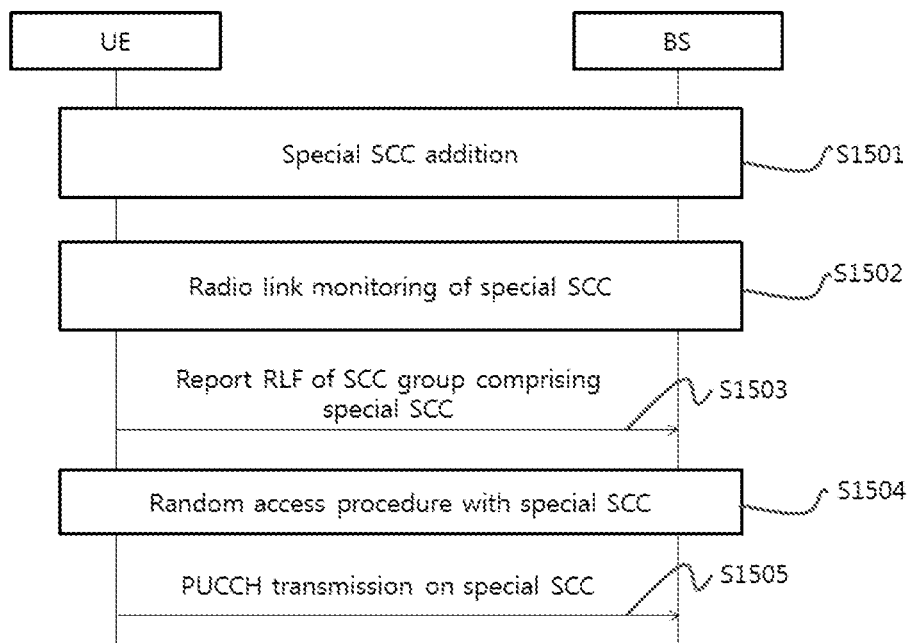 UE
BS
Special SCC addition
S1501
Radio link monitoring of special SCC
S1502
Report RLF of SCC group comprising
special SCC
S1503
Random access procedure with special SCC
S1504
PUCCH transmission on special SCC
S1505